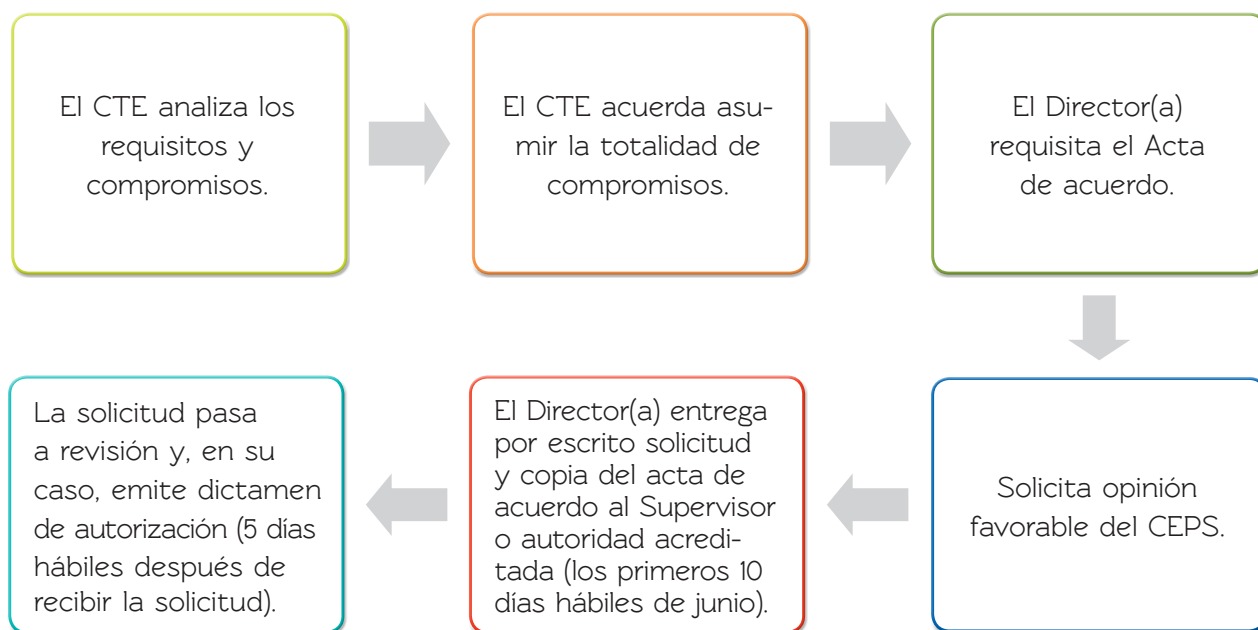 El CTE analiza los
requisitos y
compromisos.
El CTE acuerda asu-
mir la totalidad de
compromisos.
El Director(a)
requisita el Acta
de acuerdo.
Solicita opinión
favorable del CEPS.
El Director(a) entrega
por escrito solicitud
y copia del acta de
acuerdo al Supervisor
o autoridad acredi-
tada (los primeros 10
días hábiles de junio).
La solicitud pasa
a revisión y, en su
caso, emite dictamen
de autorización (5 días
hábiles después de
recibir la solicitud).